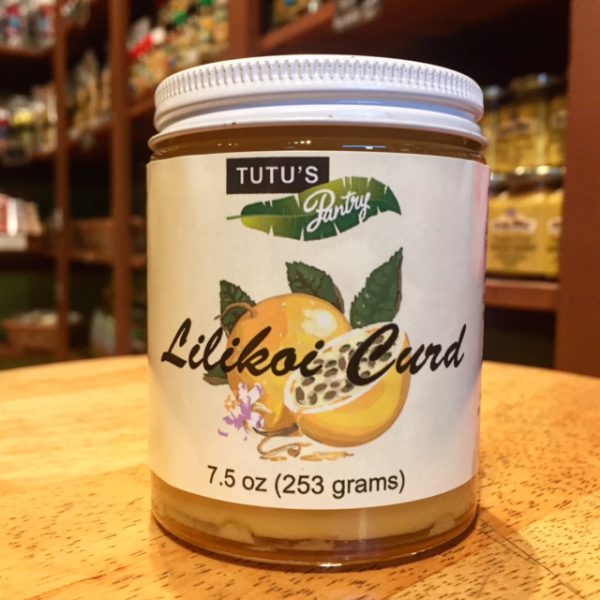 TUTU'S
Pantry
Lilikoi Curd
7.5 oz (253 grams)